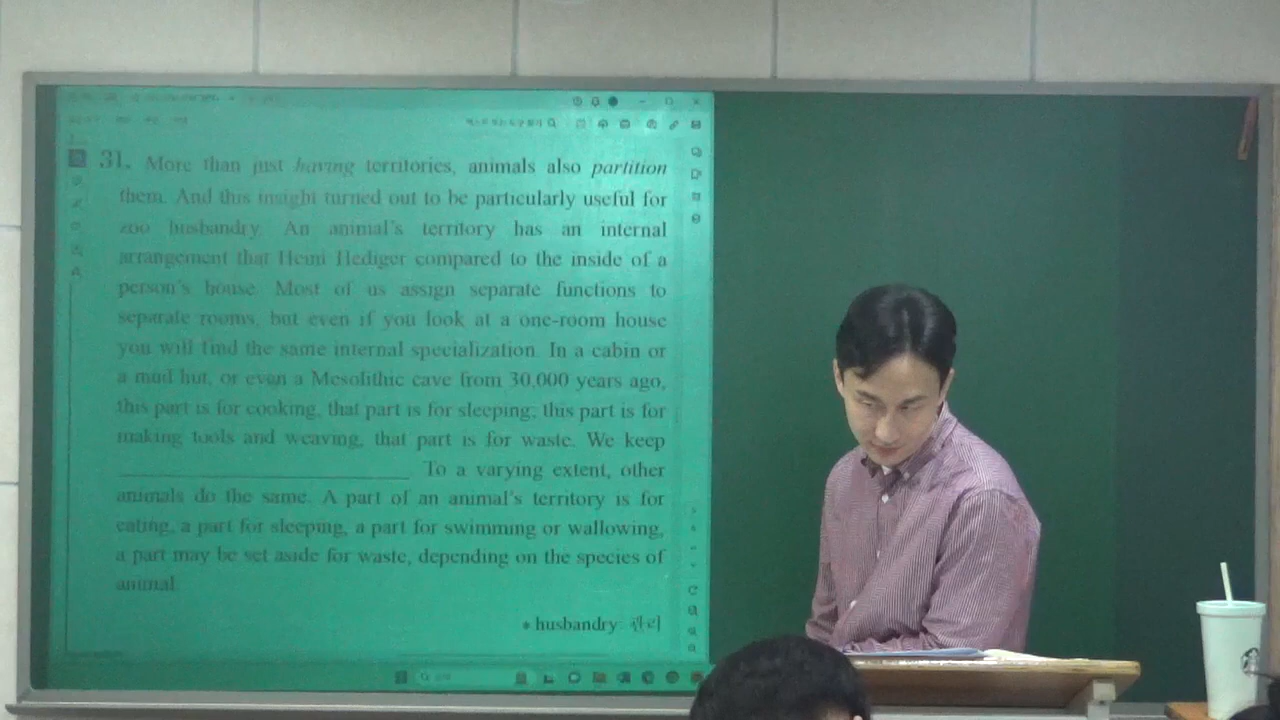 31. More than just having territories, animals also partition
them. And this insight turned out to be particularly useful for
zoo husbandry. An animal's territory has an internal
arrangement that Heini Hediger compared to the inside of a
person's house. Most of us assign separate functions to
separate rooms, but even if you look at a one-room house
you will find the same internal specialization. In a cabin or
a mud hut, or even a Mesolithic cave from 30,000 years ago,
this part is for cooking, that part is for sleeping; this part is for
making tools and weaving, that part is for waste. We keep
____________________ To a varying extent, other
animals do the same. A part of an animal's territory is for
eating, a part for sleeping, a part for swimming or wallowing,
a part may be set aside for waste, depending on the species of
animal.
* husbandry: 관리